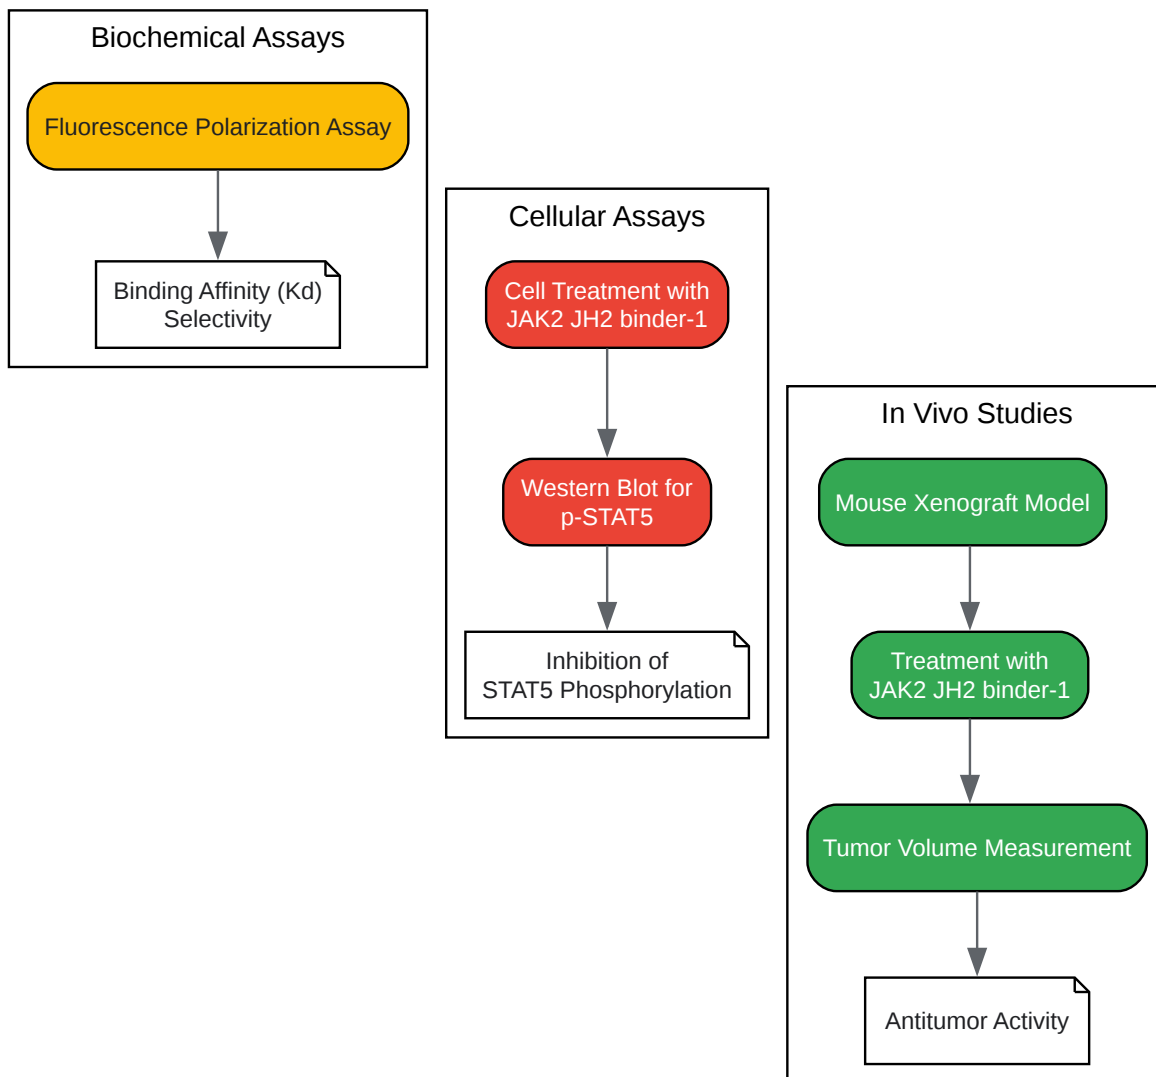 Biochemical Assays
Fluorescence Polarization Assay
Binding Affinity (Kd)
Selectivity
Cellular Assays
Cell Treatment with
JAK2 JH2 binder-1
Western Blot for
p-STAT5
Inhibition of
STAT5 Phosphorylation
In Vivo Studies
Mouse Xenograft Model
Treatment with
JAK2 JH2 binder-1
Tumor Volume Measurement
Antitumor Activity